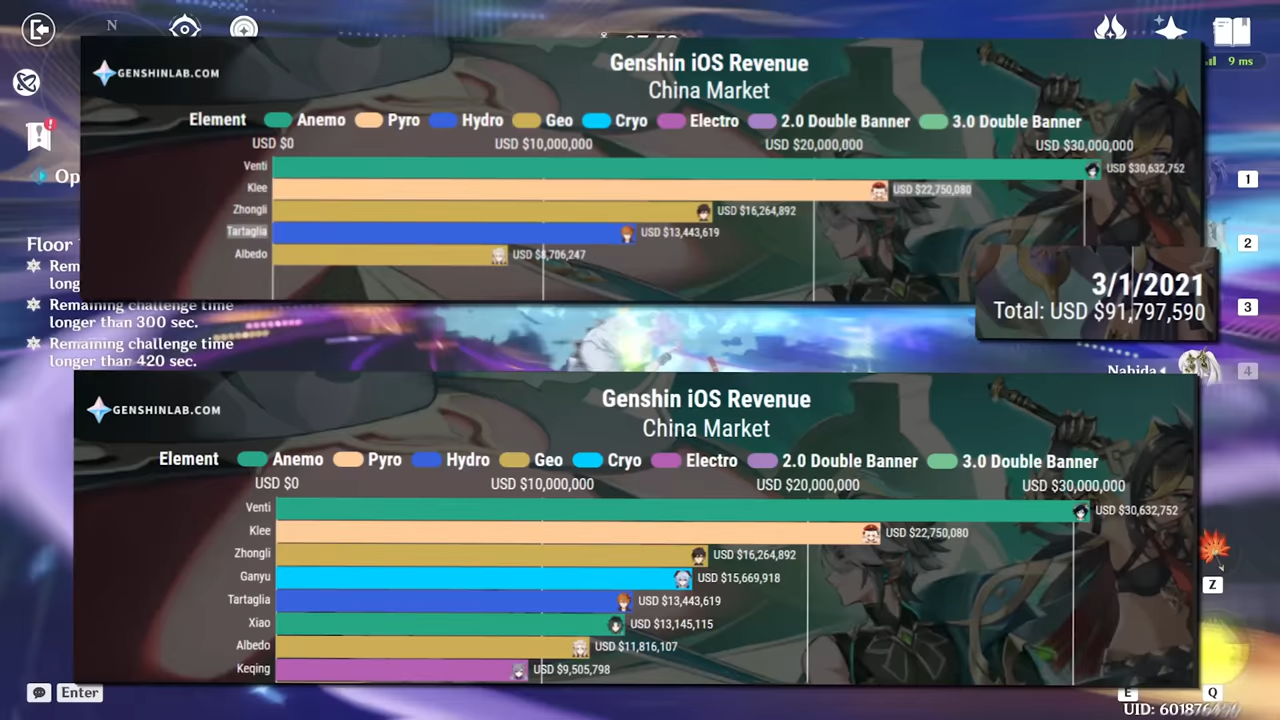 N
9 ms
GENSHINLAB.COM
Genshin iOS Revenue
China Market
Element Anemo Pyro Hydro Geo Cryo Electro 2.0 Double Banner 3.0 Double Banner
USD $0 USD $10,000,000 USD $20,000,000 USD $30,000,000
Venti USD $30,632,752
Klee USD $22,750,080
Zhongli USD $16,264,892
Tartaglia USD $13,443,619
Albedo USD $8,706,247
3/1/2021
Total: USD $91,797,590
Op
Floor
Rem
long
Remaining challenge time
longer than 300 sec.
Remaining challenge time
longer than 420 sec.
1
2
3
Nahida
4
GENSHINLAB.COM
Genshin iOS Revenue
China Market
Element Anemo Pyro Hydro Geo Cryo Electro 2.0 Double Banner 3.0 Double Banner
USD $0 USD $10,000,000 USD $20,000,000 USD $30,000,000
Venti USD $30,632,752
Klee USD $22,750,080
Zhongli USD $16,264,892
Ganyu USD $15,669,918
Tartaglia USD $13,443,619
Xiao USD $13,145,115
Albedo USD $11,816,107
Keqing USD $9,505,798
Z
Enter
E Q
UID: